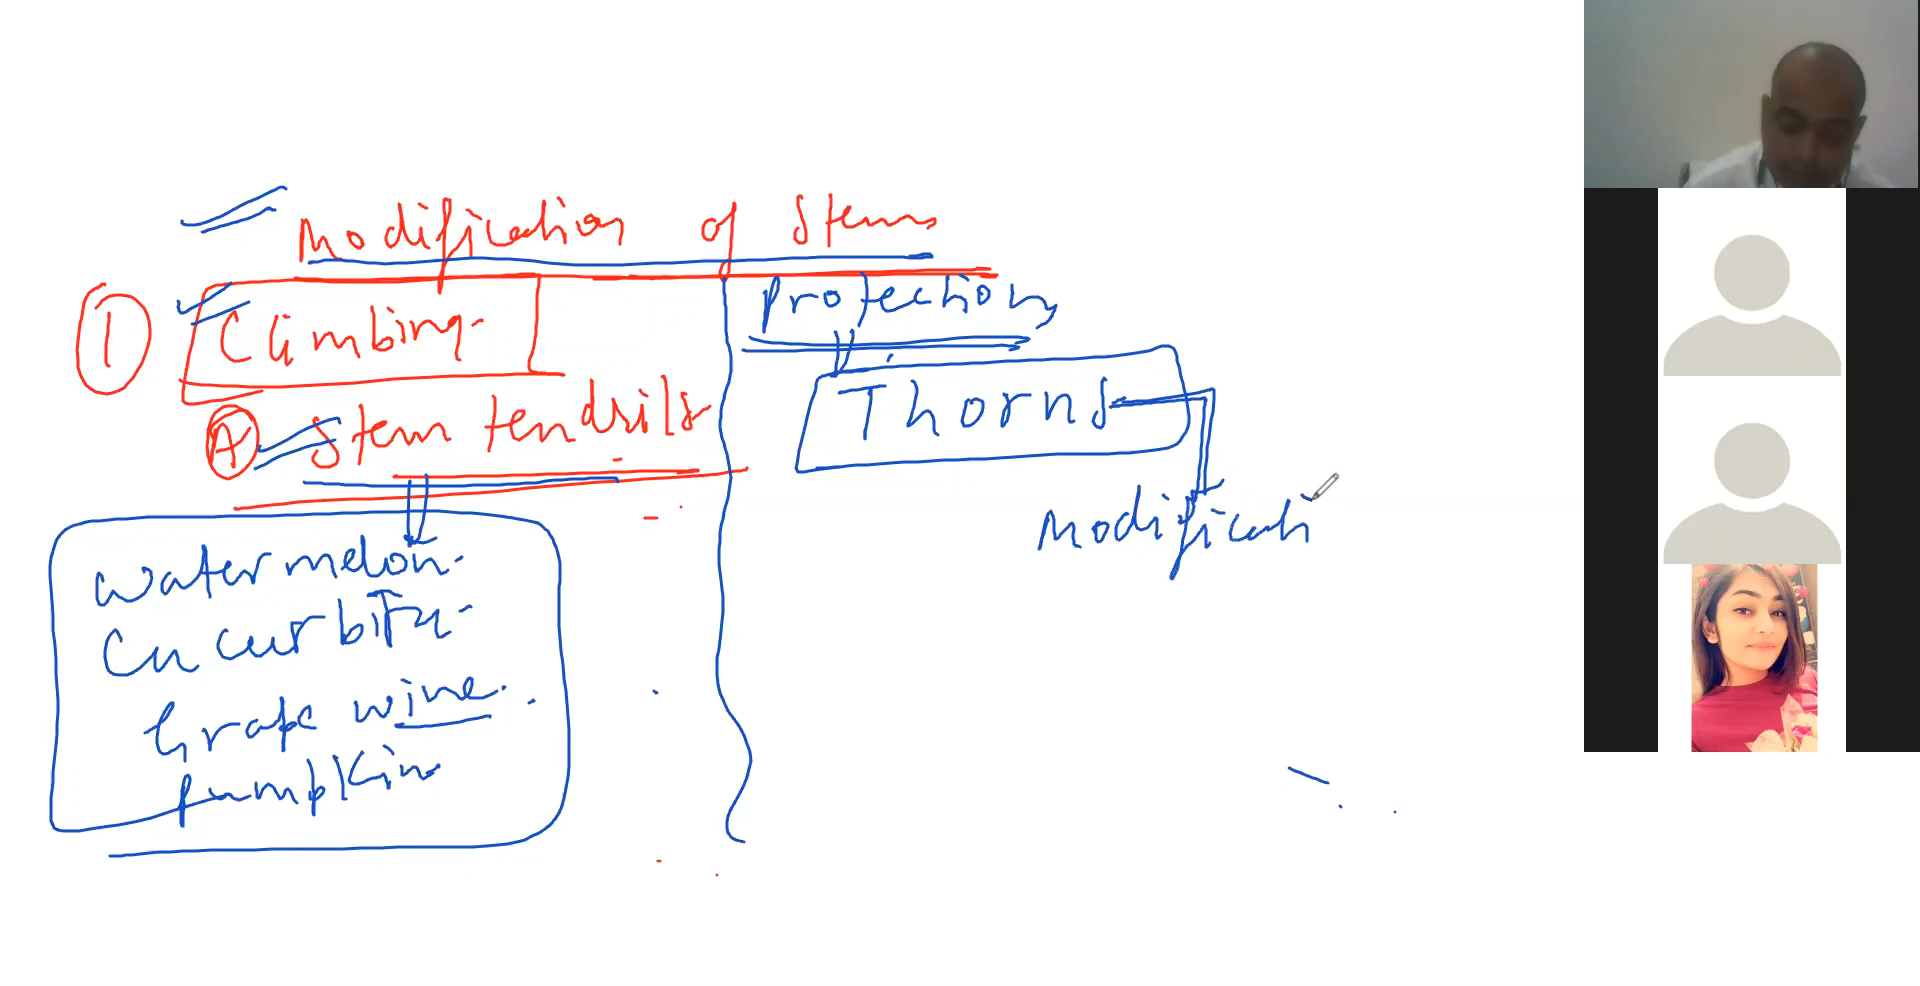 Modification of Stems
1 Climbing.
A Stem tendrils
Watermelon.
Cucurbita.
Grape wine.
Pumpkin
Protection
Thorns
Modificati